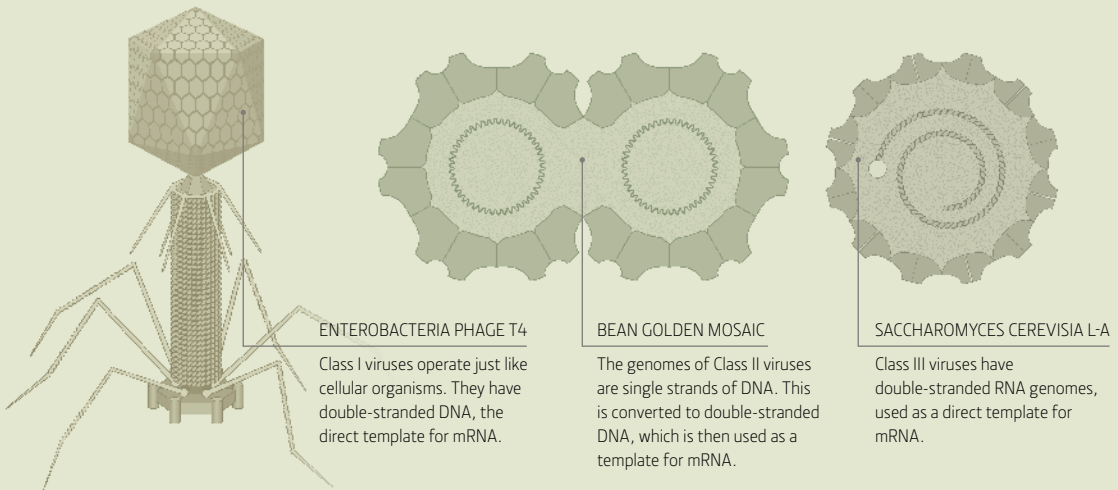 ENTEROBACTERIA PHAGE T4
Class I viruses operate just like
cellular organisms. They have
double-stranded DNA, the
direct template for mRNA.
BEAN GOLDEN MOSAIC
The genomes of Class II viruses
are single strands of DNA. This
is converted to double-stranded
DNA, which is then used as a
template for mRNA.
SACCHAROMYCES CEREVISIA L-A
Class III viruses have
double-stranded RNA genomes,
used as a direct template for
mRNA.